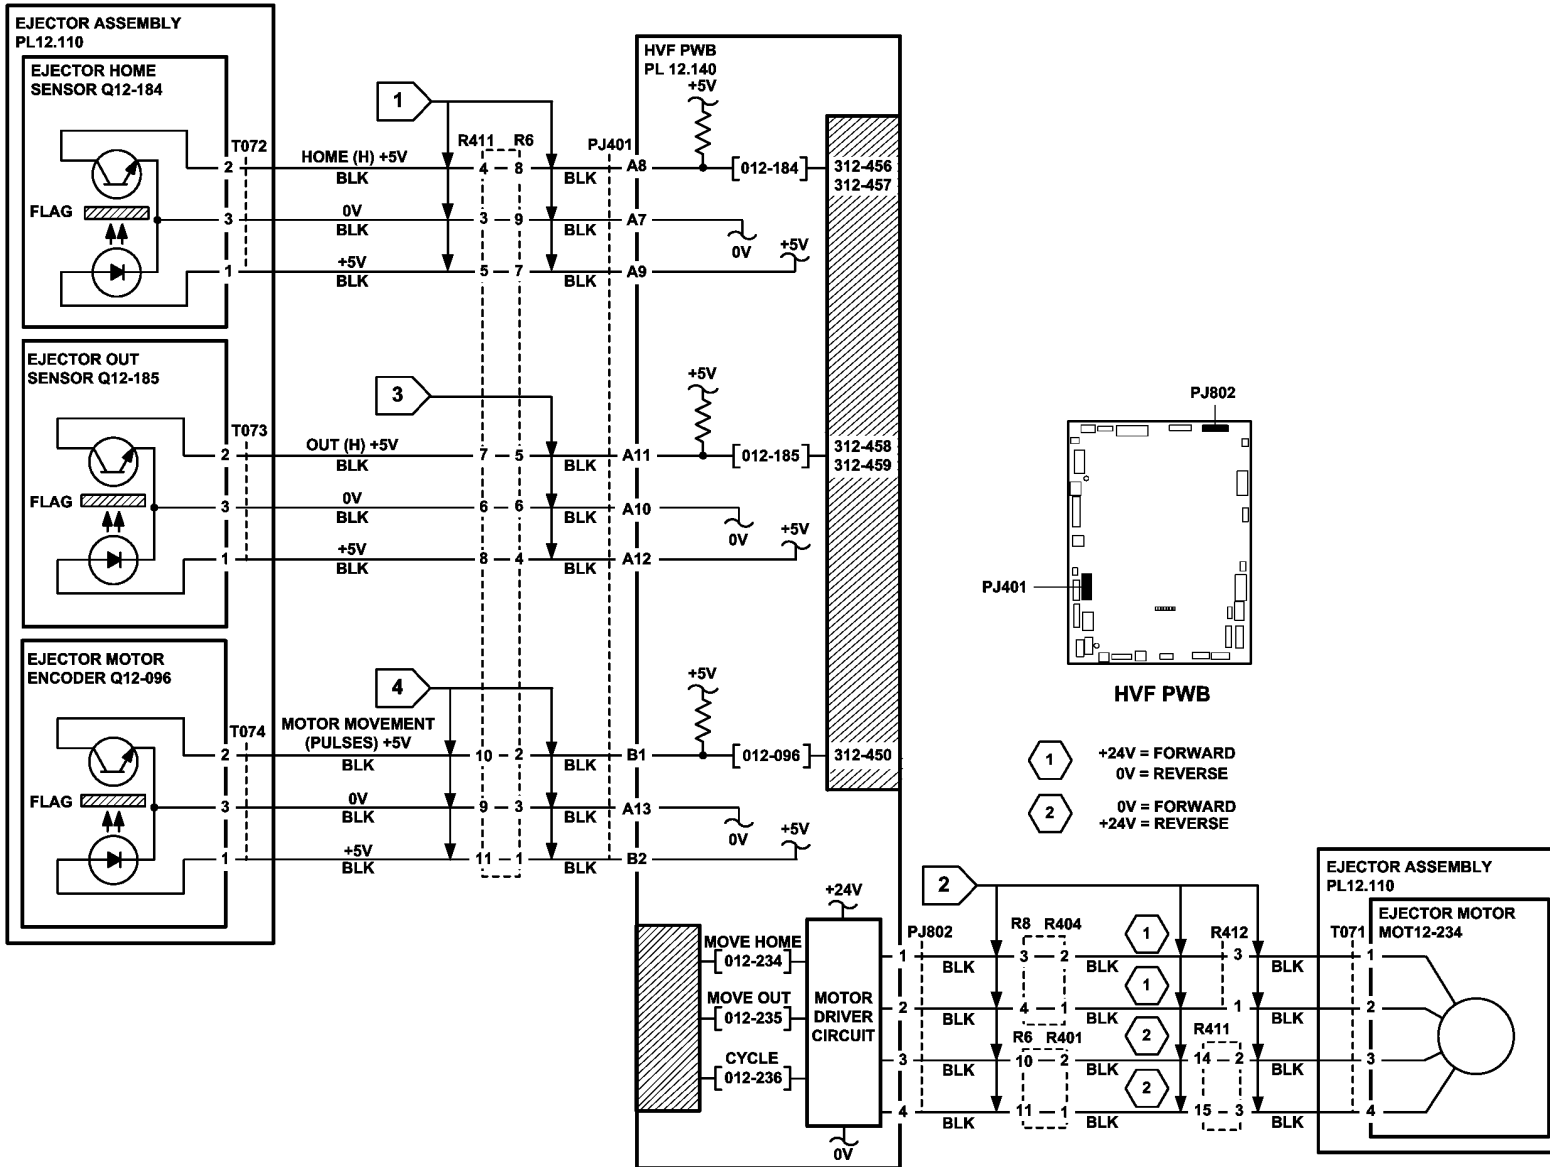 EJECTOR ASSEMBLY
PL12.110
EJECTOR HOME
SENSOR Q12-184
FLAG
T072
2
3
1
HOME (H) +5V
BLK
0V
BLK
+5V
BLK
1
R411 R6
4 8
3 9
5 7
BLK
BLK
BLK
PJ401
A8
A7
A9
HVF PWB
PL 12.140
+5V
012-184
312-456
312-457
0V
+5V
EJECTOR OUT
SENSOR Q12-185
FLAG
T073
2
3
1
OUT (H) +5V
BLK
0V
BLK
+5V
BLK
3
7 5
6 6
8 4
BLK
BLK
BLK
A11
A10
A12
+5V
012-185
312-458
312-459
0V
+5V
EJECTOR MOTOR
ENCODER Q12-096
FLAG
T074
2
3
1
MOTOR MOVEMENT
(PULSES) +5V
BLK
0V
BLK
+5V
BLK
4
10 2
9 3
11 1
BLK
BLK
BLK
B1
A13
B2
+5V
012-096
312-450
0V
+5V
PJ802
PJ401
HVF PWB
1
+24V = FORWARD
0V = REVERSE
2
0V = FORWARD
+24V = REVERSE
MOVE HOME
012-234
MOVE OUT
012-235
CYCLE
012-236
+24V
MOTOR
DRIVER
CIRCUIT
0V
PJ802
1
2
3
4
BLK
BLK
BLK
BLK
2
R8 R404
3 2
4 1
R6 R401
10 2
11 1
BLK
BLK
BLK
BLK
1
1
2
2
R412
3
1
R411
14 2
15 3
BLK
BLK
BLK
BLK
EJECTOR ASSEMBLY
PL12.110
EJECTOR MOTOR
MOT12-234
T071
1
2
3
4